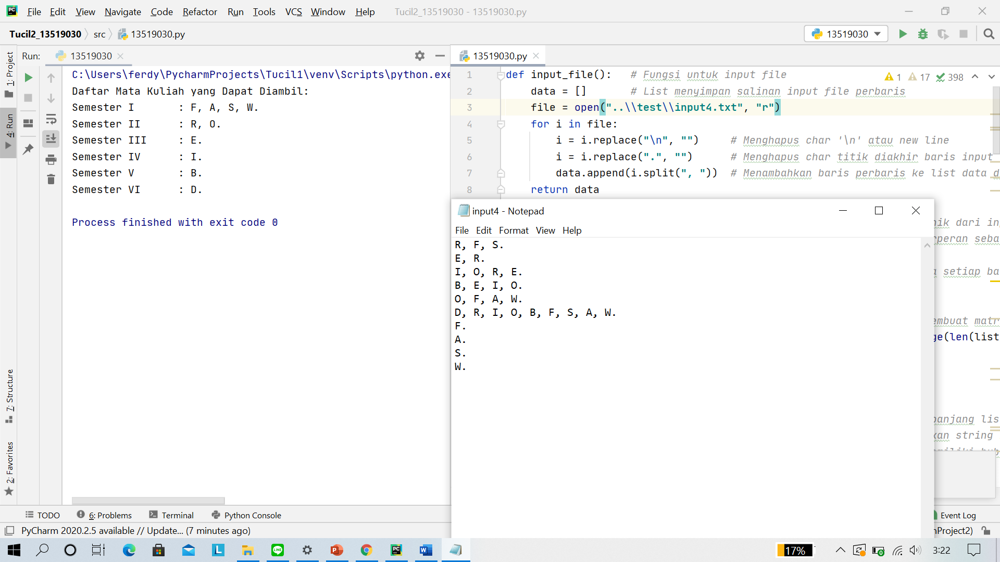 File Edit View Navigate Code Refactor Run Tools VCS Window Help Tucil2_13519030 - 13519030.py
Tucil2_13519030 src 13519030.py 13519030
Run: 13519030
C:\Users\ferdy\PycharmProjects\Tucil1\venv\Scripts\python.exe
Daftar Mata Kuliah yang Dapat Diambil:
Semester I : F, A, S, W.
Semester II : R, O.
Semester III : E.
Semester IV : I.
Semester V : B.
Semester VI : D.
Process finished with exit code 0
13519030.py
1 17 398
1 def input_file(): # Fungsi untuk input file
2 data = [] # List menyimpan salinan input file perbaris
3 file = open("..\\test\\input4.txt", "r")
4 for i in file:
5 i = i.replace("\n", "") # Menghapus char '\n' atau new line
6 i = i.replace(".", "") # Menghapus char titik diakhir baris input
7 data.append(i.split(", ")) # Menambahkan baris perbaris ke list data d
8 return data
input4 - Notepad
File Edit Format View Help
R, F, S.
E, R.
I, O, R, E.
B, E, I, O.
O, F, A, W.
D, R, I, O, B, F, S, A, W.
F.
A.
S.
W.
nik dari in
rperan seba
setiap ba
embuat matr
ge(len(list
panjang lis
kan string
1: Project
4: Run
7: Structure
2: Favorites
TODO 6: Problems Terminal Python Console Event Log
PyCharm 2020.2.5 available // Update... (7 minutes ago) nProject2)
17% 3:22